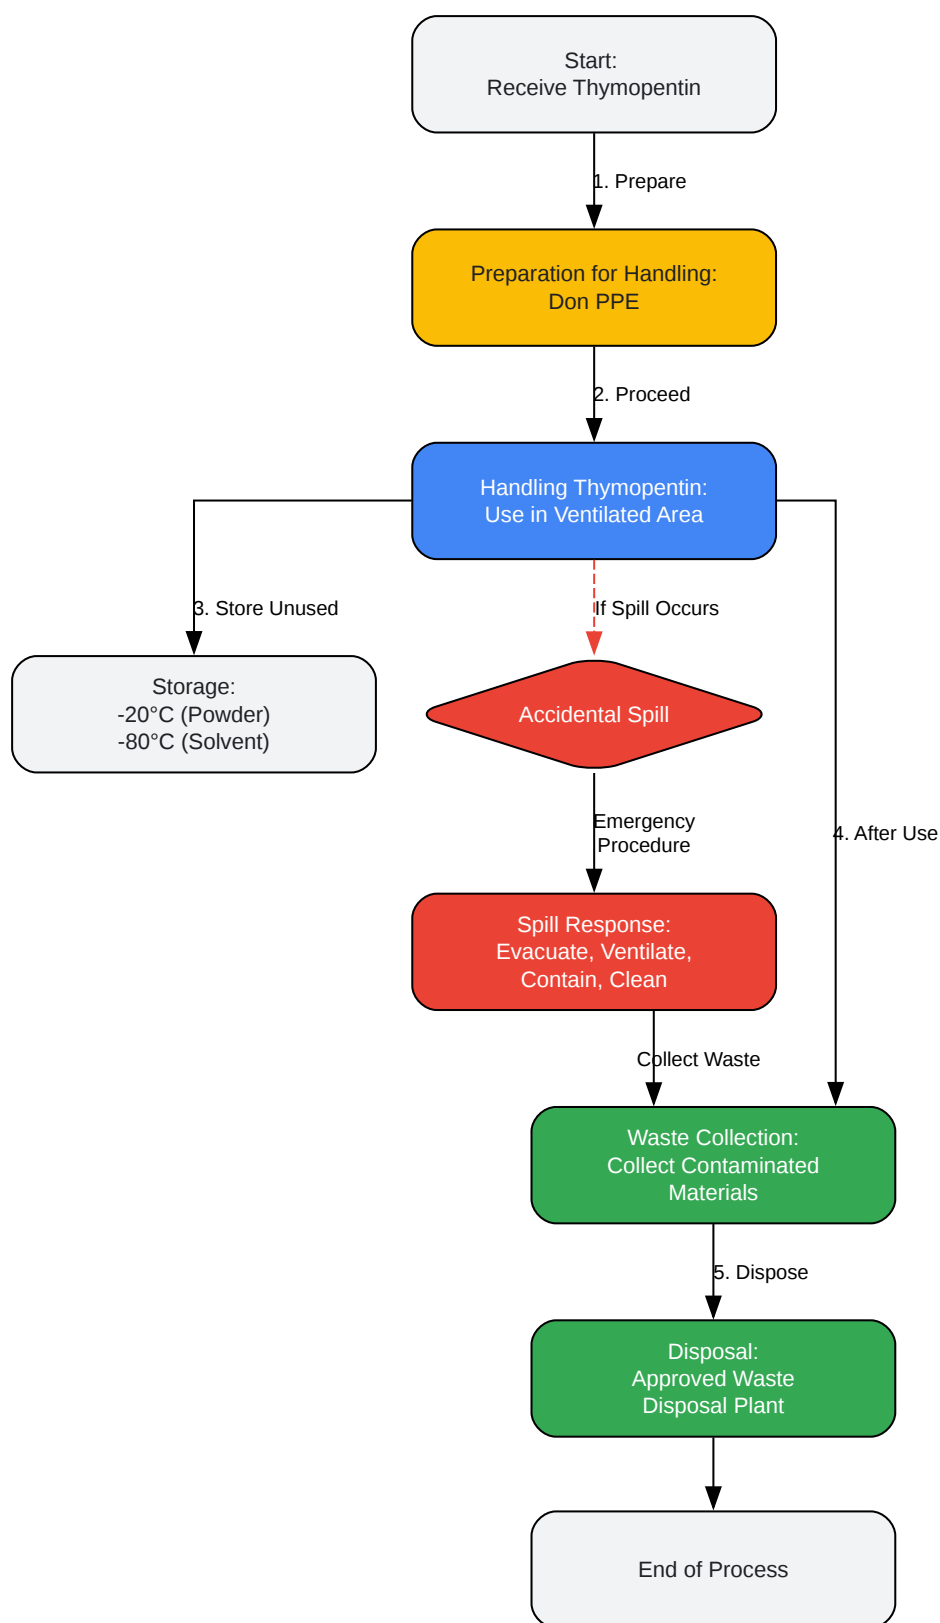 Start:
Receive Thymopentin
1. Prepare
Preparation for Handling:
Don PPE
2. Proceed
Handling Thymopentin:
Use in Ventilated Area
3. Store Unused
If Spill Occurs
Storage:
-20°C (Powder)
-80°C (Solvent)
Accidental Spill
Emergency
Procedure
4. After Use
Spill Response:
Evacuate, Ventilate,
Contain, Clean
Collect Waste
Waste Collection:
Collect Contaminated
Materials
5. Dispose
Disposal:
Approved Waste
Disposal Plant
End of Process